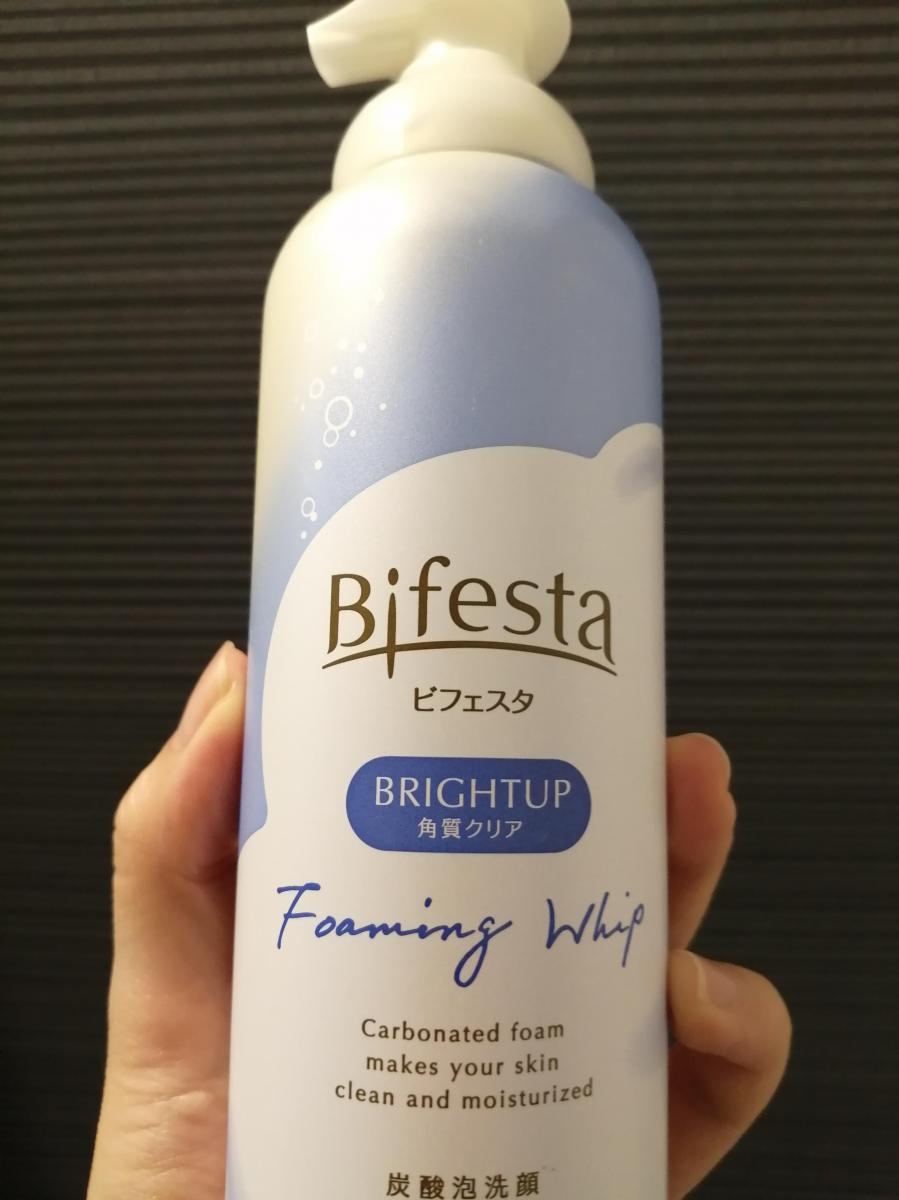 Bifesta
ビフェスタ
BRIGHTUP
角質クリア
Foaming Whip
Carbonated foam
makes your skin
clean and moisturized
炭酸泡洗顔